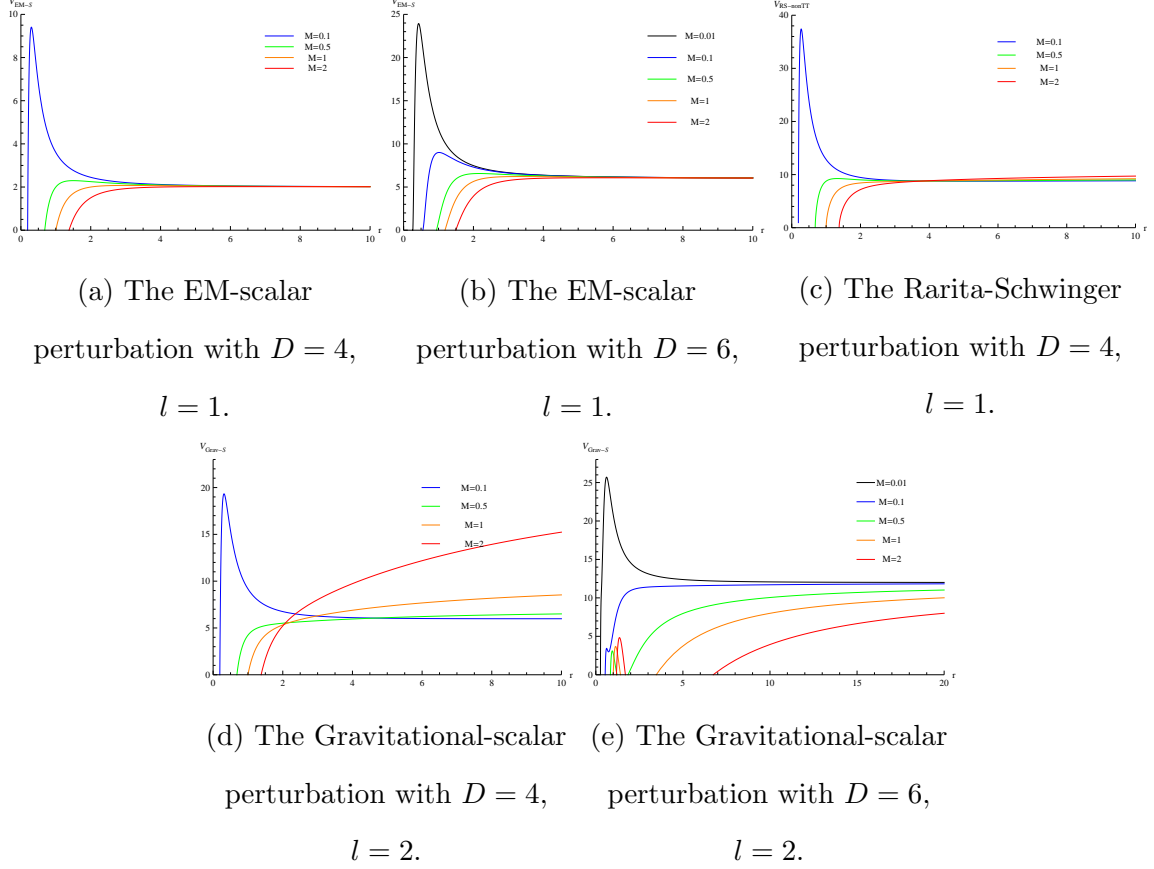 V_EM-S
10
8
6
4
2
0
0 2 4 6 8 10 r
M=0.1
M=0.5
M=1
M=2
V_EM-S
25
20
15
10
5
0
0 2 4 6 8 10 r
M=0.01
M=0.1
M=0.5
M=1
M=2
V_RS-nonTT
40
30
20
10
0
0 2 4 6 8 10 r
M=0.1
M=0.5
M=1
M=2
(a) The EM-scalar
perturbation with D = 4,
l = 1.
(b) The EM-scalar
perturbation with D = 6,
l = 1.
(c) The Rarita-Schwinger
perturbation with D = 4,
l = 1.
V_Grav-S
20
15
10
5
0
0 2 4 6 8 10 r
M=0.1
M=0.5
M=1
M=2
V_Grav-S
25
20
15
10
5
0
0 5 10 15 20 r
M=0.01
M=0.1
M=0.5
M=1
M=2
(d) The Gravitational-scalar
perturbation with D = 4,
l = 2.
(e) The Gravitational-scalar
perturbation with D = 6,
l = 2.